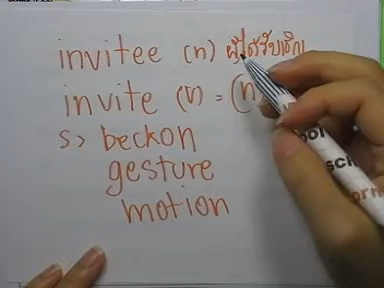 invitee (n) ผู้ได้รับเชิญ
invite (v) = (n
s> beckon
gesture
motion